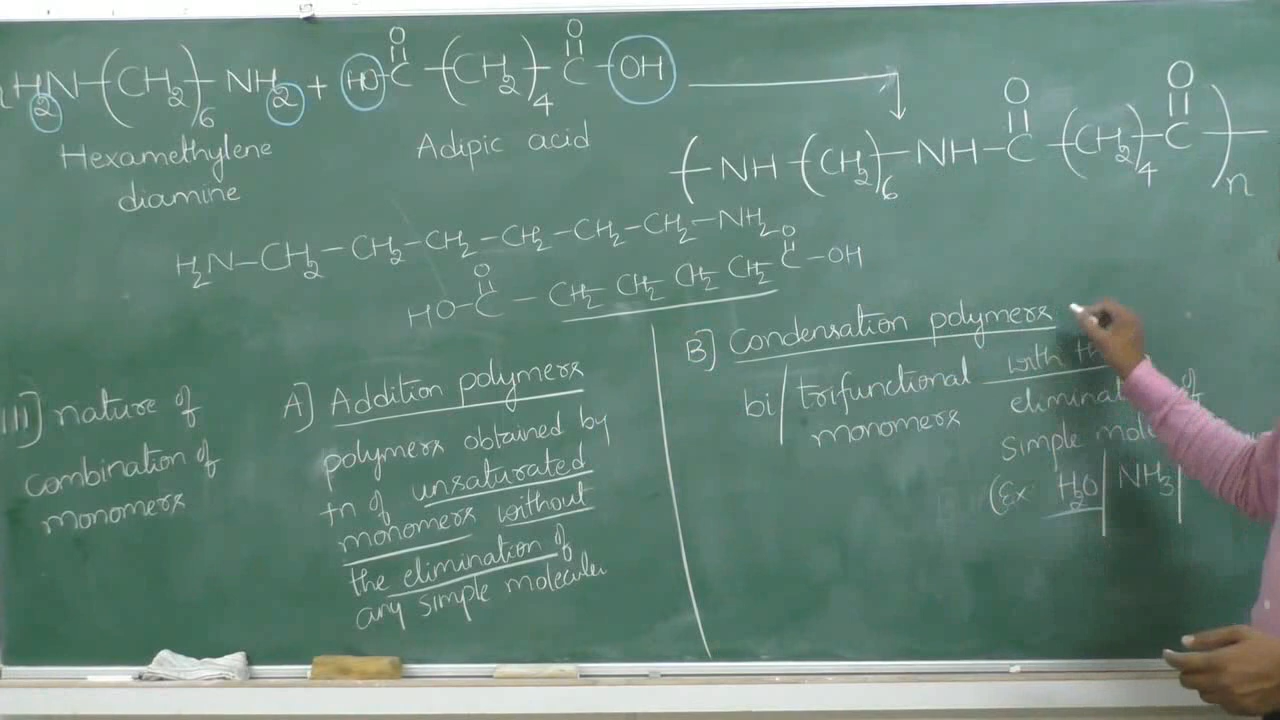 H2N-(CH2)6-NH2 + HO-C(=O)-(CH2)4-C(=O)-OH
Hexamethylene
diamine
Adipic acid
(-NH-(CH2)6-NH-C(=O)-(CH2)4-C(=O)-)n
H2N-CH2-CH2-CH2-CH2-CH2-CH2-NH2
HO-C(=O)-CH2 CH2 CH2 CH2 C(=O)-OH
III] nature of
combination of
monomers
A] Addition polymers
polymers obtained by
of unsaturated
monomers without
the elimination of
any simple molecules
B] Condensation polymers
bi/trifunctional
monomers
with
of
simple
(Ex H2O | NH3 |